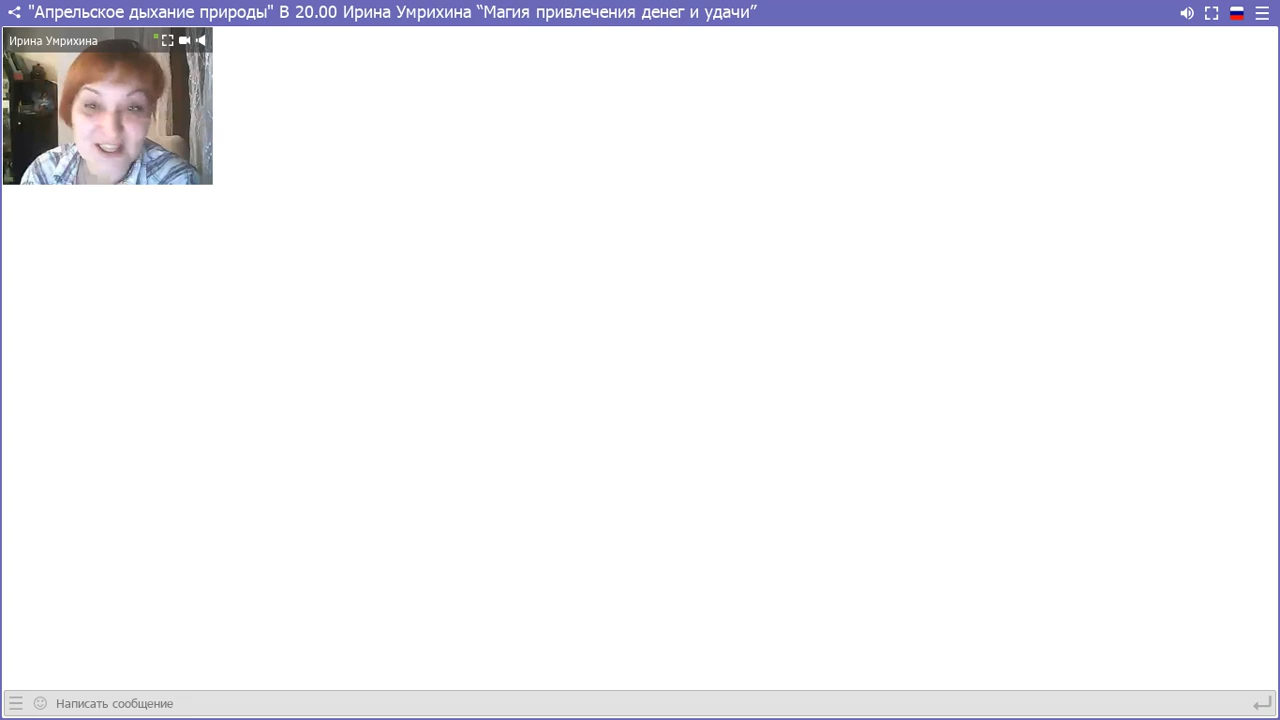 "Апрельское дыхание природы" В 20.00 Ирина Умрихина “Магия привлечения денег и удачи”
Ирина Умрихина
Написать сообщение